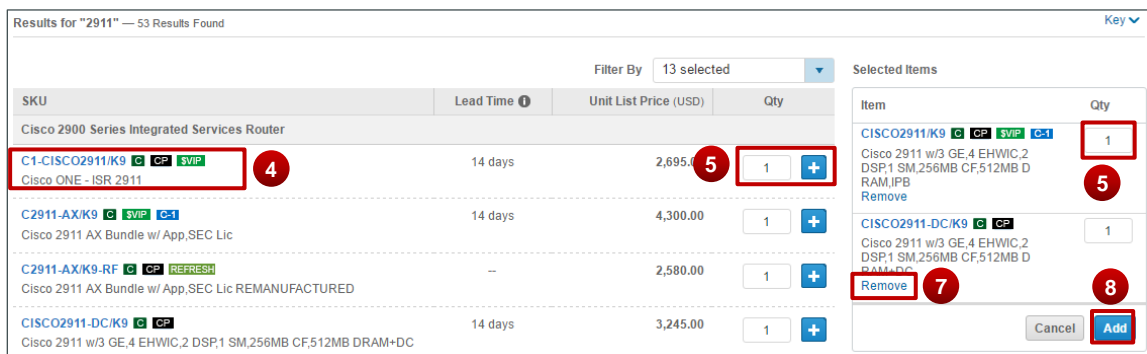 Results for "2911" — 53 Results Found
Key
Filter By 13 selected
SKU Lead Time Unit List Price (USD) Qty
Cisco 2900 Series Integrated Services Router
C1-CISCO2911/K9 C CP $VIP 4 14 days 2,695.0 5 1 +
Cisco ONE - ISR 2911
C2911-AX/K9 C $VIP C-1 14 days 4,300.00 1 +
Cisco 2911 AX Bundle w/ App,SEC Lic
C2911-AX/K9-RF C CP REFRESH -- 2,580.00 1 +
Cisco 2911 AX Bundle w/ App,SEC Lic REMANUFACTURED
CISCO2911-DC/K9 C CP 14 days 3,245.00 1 +
Cisco 2911 w/3 GE,4 EHWIC,2 DSP,1 SM,256MB CF,512MB DRAM+DC
Selected Items
Item Qty
CISCO2911/K9 C CP $VIP C-1 1
Cisco 2911 w/3 GE,4 EHWIC,2
DSP,1 SM,256MB CF,512MB D
RAM,IPB 5
Remove
CISCO2911-DC/K9 C CP 1
Cisco 2911 w/3 GE,4 EHWIC,2
DSP,1 SM,256MB CF,512MB D
RAM+DC
Remove 7 8
Cancel Add